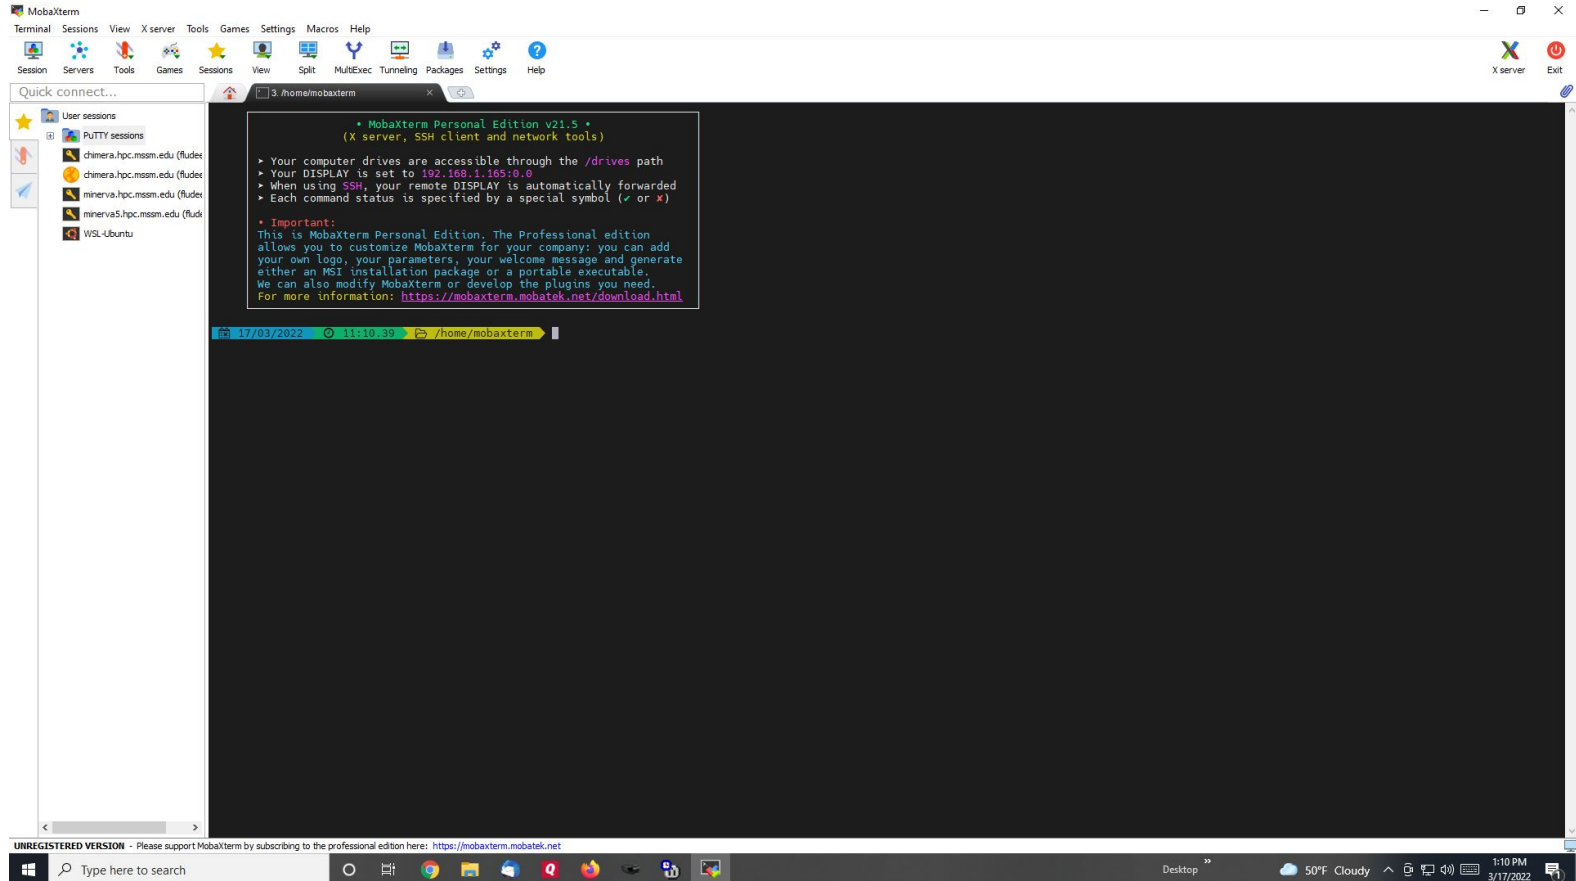 MobaXterm
Terminal Sessions View X server Tools Games Settings Macros Help
Session Servers Tools Games Sessions View Split MultiExec Tunneling Packages Settings Help X server Exit
Quick connect...
3. /home/mobaxterm
User sessions
PuTTY sessions
chimera.hpc.mssm.edu (fludee
chimera.hpc.mssm.edu (fludee
minerva.hpc.mssm.edu (fludee
minerva5.hpc.mssm.edu (flude
WSL-Ubuntu
• MobaXterm Personal Edition v21.5 •
(X server, SSH client and network tools)
➤ Your computer drives are accessible through the /drives path
➤ Your DISPLAY is set to 192.168.1.165:0.0
➤ When using SSH, your remote DISPLAY is automatically forwarded
➤ Each command status is specified by a special symbol (✔ or ✘)
• Important:
This is MobaXterm Personal Edition. The Professional edition
allows you to customize MobaXterm for your company: you can add
your own logo, your parameters, your welcome message and generate
either an MSI installation package or a portable executable.
We can also modify MobaXterm or develop the plugins you need.
For more information: https://mobaxterm.mobatek.net/download.html
17/03/2022 11:10.39 /home/mobaxterm
UNREGISTERED VERSION - Please support MobaXterm by subscribing to the professional edition here: https://mobaxterm.mobatek.net
Type here to search
Desktop
50°F Cloudy
1:10 PM
3/17/2022